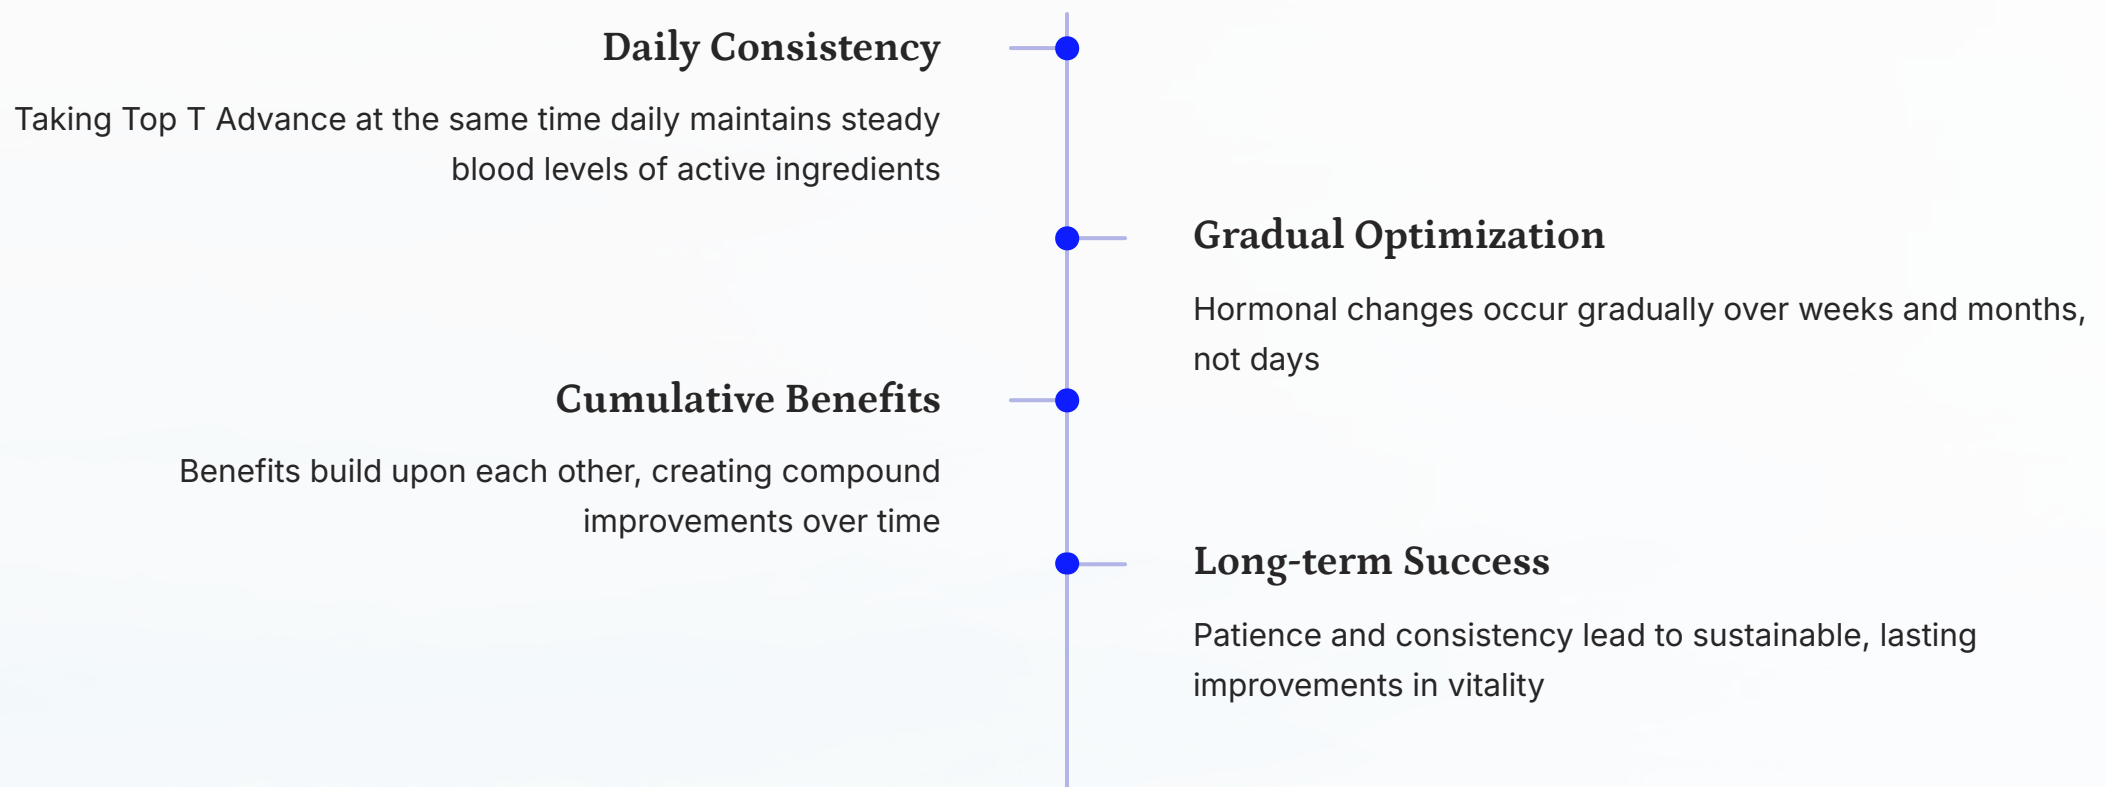 Daily Consistency
Taking Top T Advance at the same time daily maintains steady
blood levels of active ingredients
Gradual Optimization
Hormonal changes occur gradually over weeks and months,
not days
Cumulative Benefits
Benefits build upon each other, creating compound
improvements over time
Long-term Success
Patience and consistency lead to sustainable, lasting
improvements in vitality